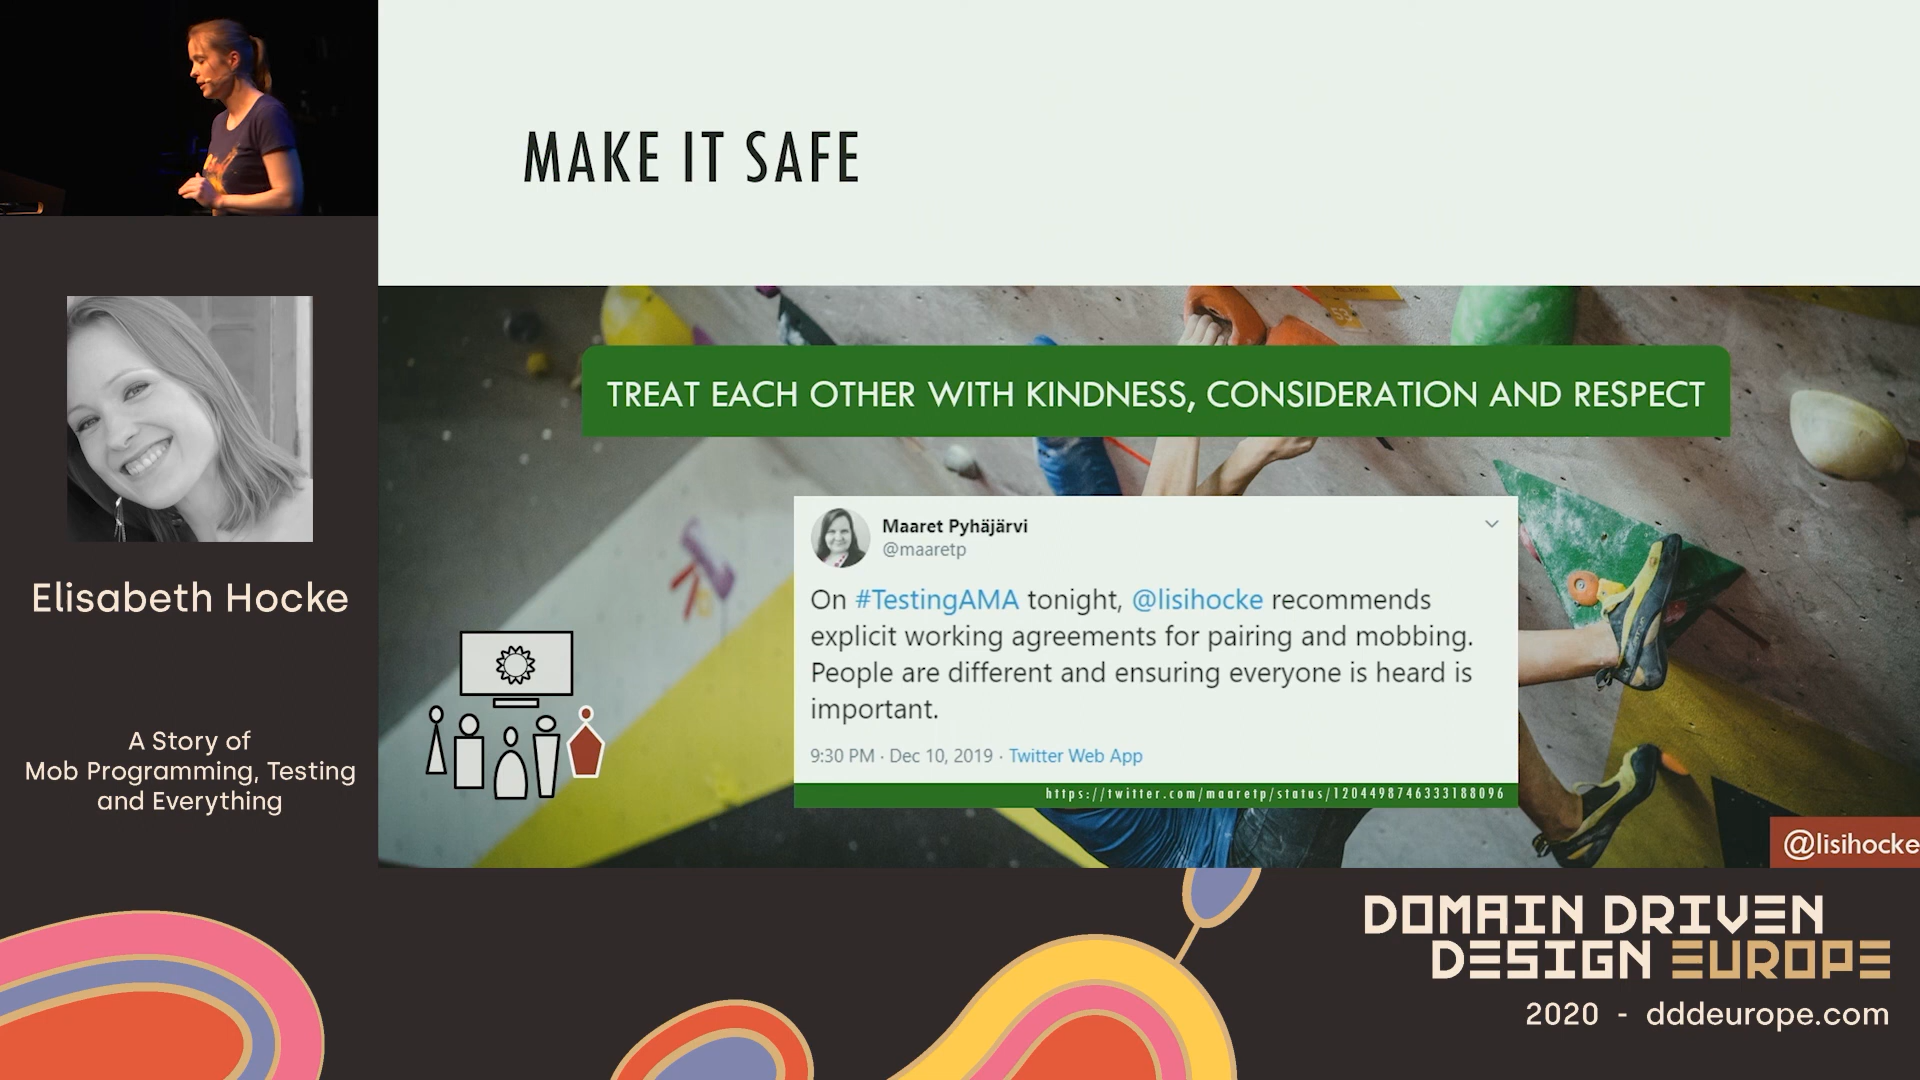 MAKE IT SAFE
TREAT EACH OTHER WITH KINDNESS, CONSIDERATION AND RESPECT
Maaret Pyhäjärvi
@maaretp
On #TestingAMA tonight, @lisihocke recommends
explicit working agreements for pairing and mobbing.
People are different and ensuring everyone is heard is
important.
9:30 PM · Dec 10, 2019 · Twitter Web App
https://twitter.com/maaretp/status/1204498746333188096
@lisihocke
Elisabeth Hocke
A Story of
Mob Programming, Testing
and Everything
DOMAIN DRIVEN
DESIGN EUROPE
2020 - dddeurope.com
53